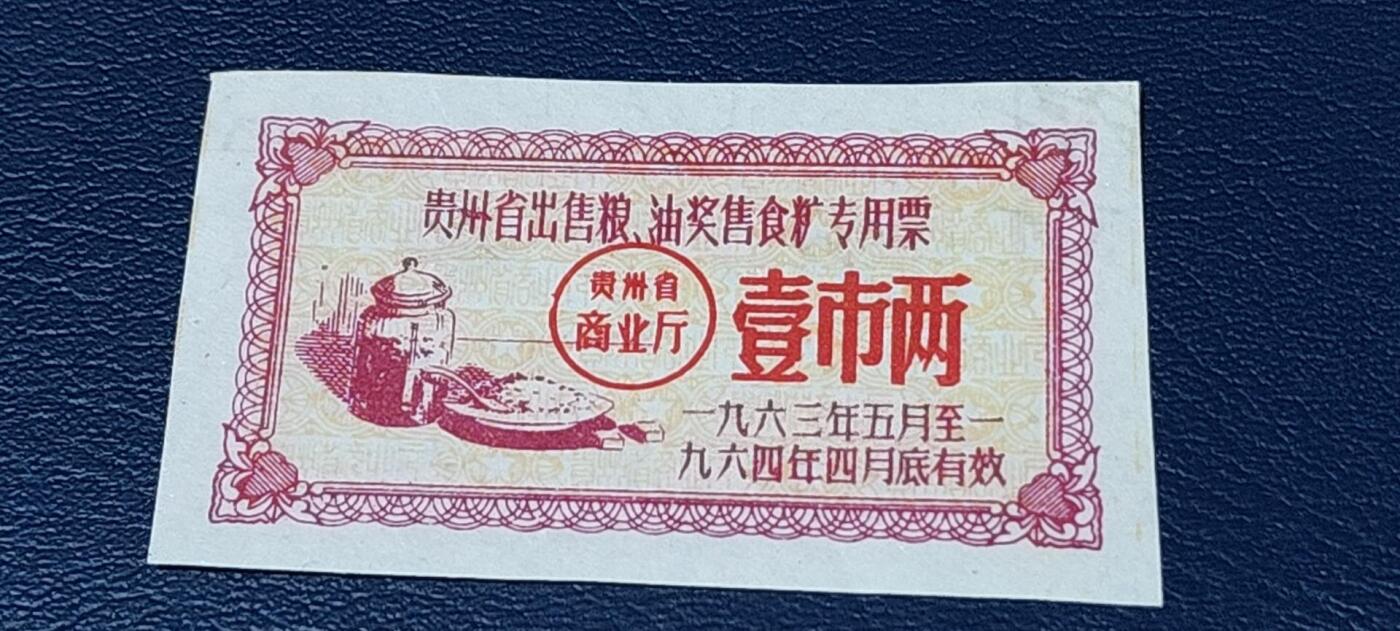 贵州省出售粮、油奖售食粆专用票
贵州省
商业厅
壹市两
一九六三年五月至一
九六四年四月底有效